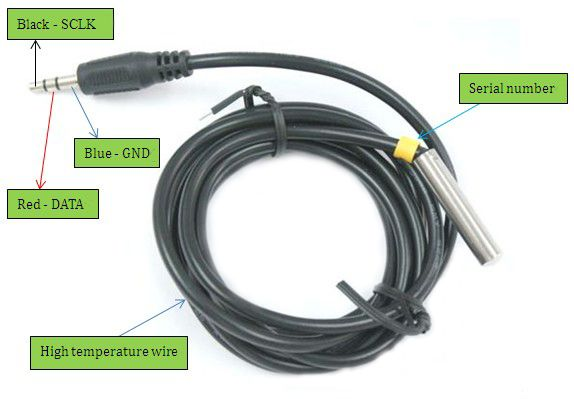 Black - SCLK
Serial number
Blue - GND
Red - DATA
High temperature wire